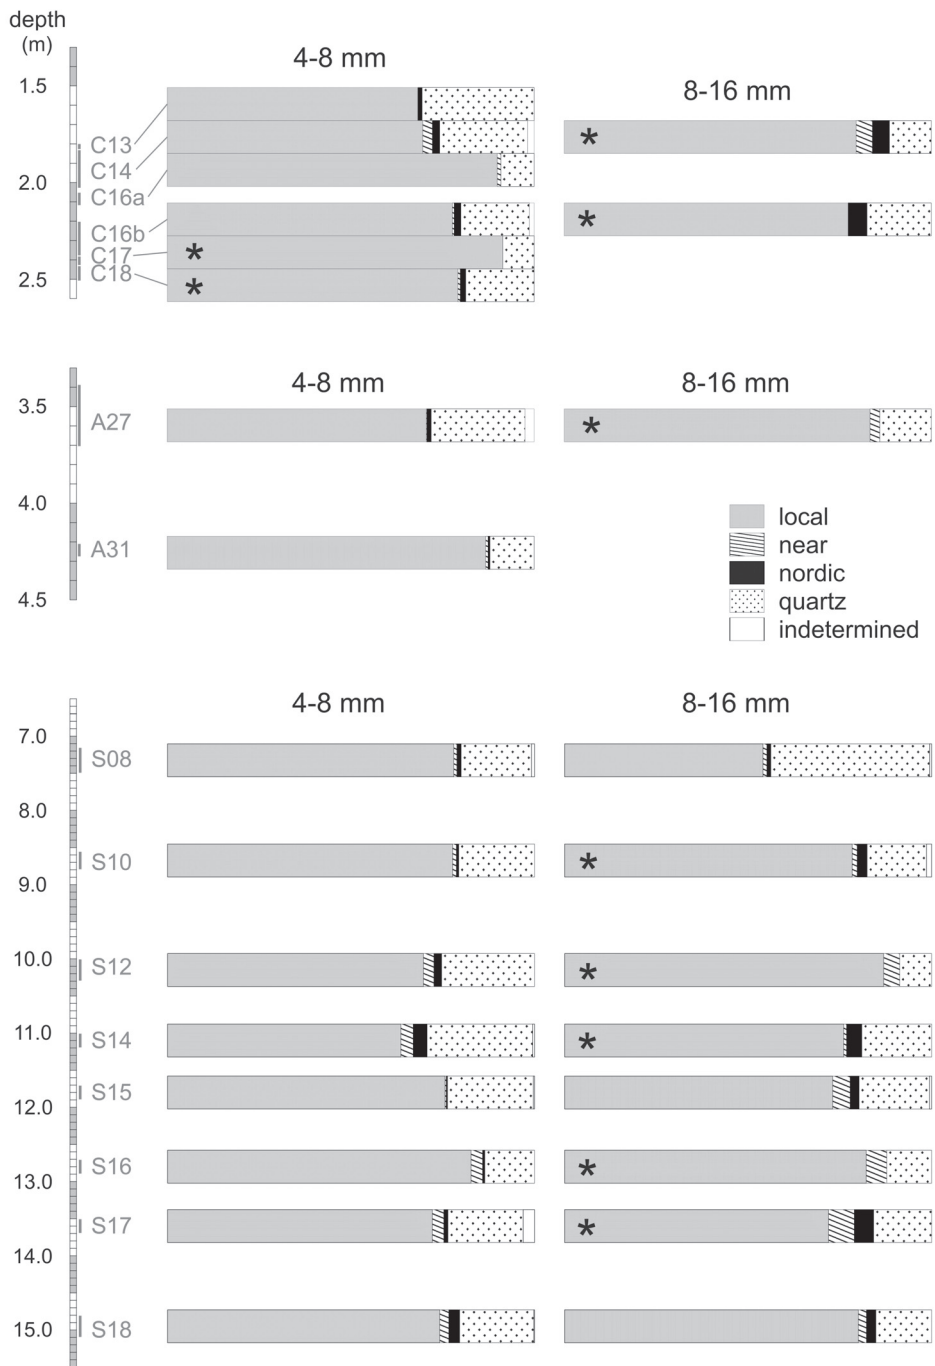 depth
(m)
4-8 mm
8-16 mm
1.5
C13
*
C14
2.0
C16a
C16b
*
C17
*
C18
*
2.5
4-8 mm
8-16 mm
3.5
A27
*
4.0
local
near
A31
nordic
4.5
quartz
indetermined
4-8 mm
8-16 mm
7.0
S08
8.0
S10
*
9.0
10.0
S12
*
11.0
S14
*
S15
12.0
S16
*
13.0
S17
*
14.0
15.0
S18